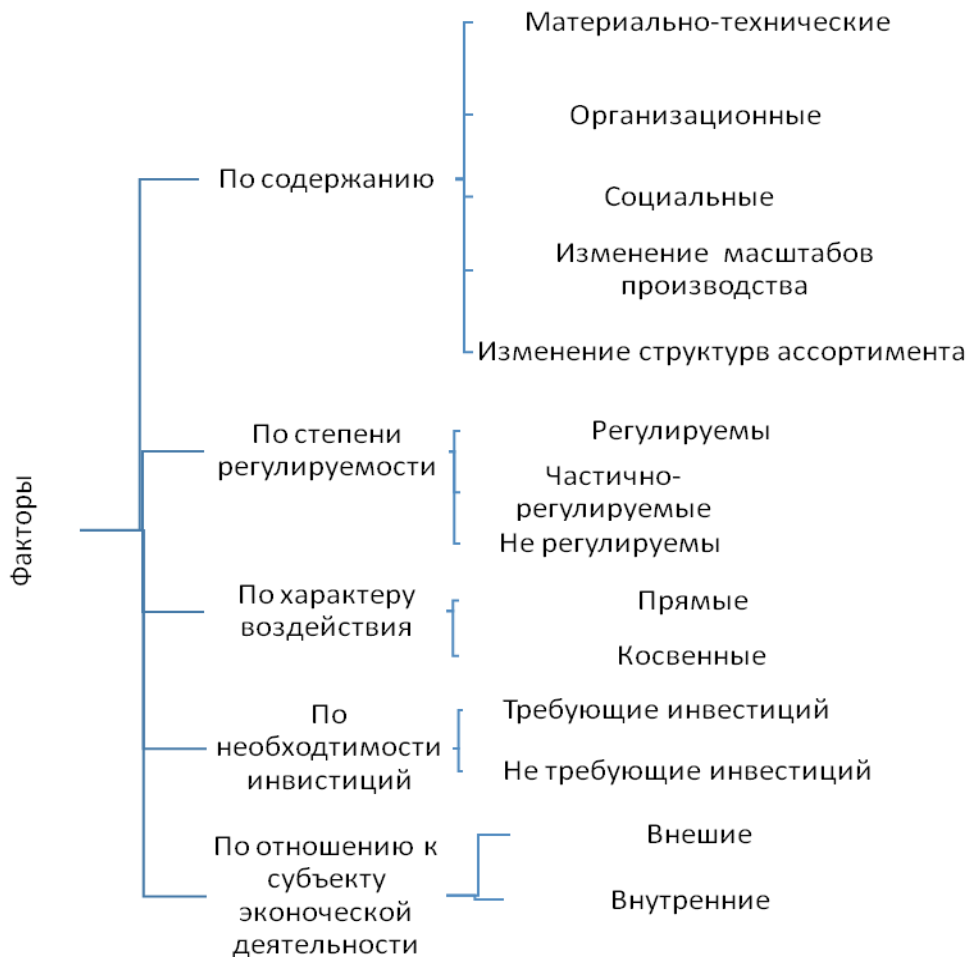 Факторы
По содержанию
Материально-технические
Организационные
Социальные
Изменение масштабов
производства
Изменение структурв ассортимента
По степени
регулируемости
Регулируемы
Частично-
регулируемые
Не регулируемы
По характеру
воздействия
Прямые
Косвенные
По
необходтимости
инвистиций
Требующие инвестиций
Не требующие инвестиций
По отношению к
субъекту
эконоческой
деятельности
Внешие
Внутренние